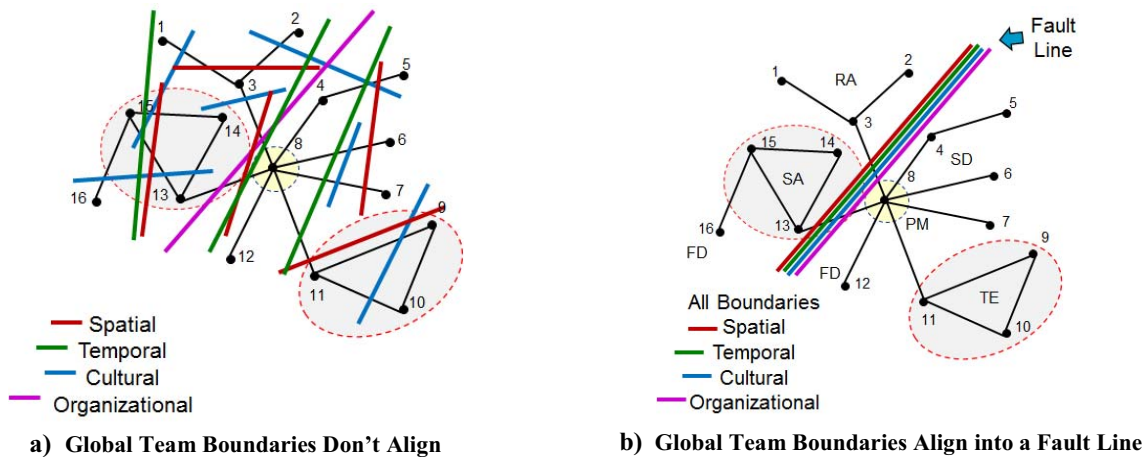 1
2
3
4
5
6
7
8
9
10
11
12
13
14
15
16
Spatial
Temporal
Cultural
Organizational
a) Global Team Boundaries Don’t Align
Fault
Line
1
RA
2
3
5
4
SD
15
14
SA
8
6
13
PM
7
16
FD
FD
12
9
TE
11
10
All Boundaries
Spatial
Temporal
Cultural
Organizational
b) Global Team Boundaries Align into a Fault Line